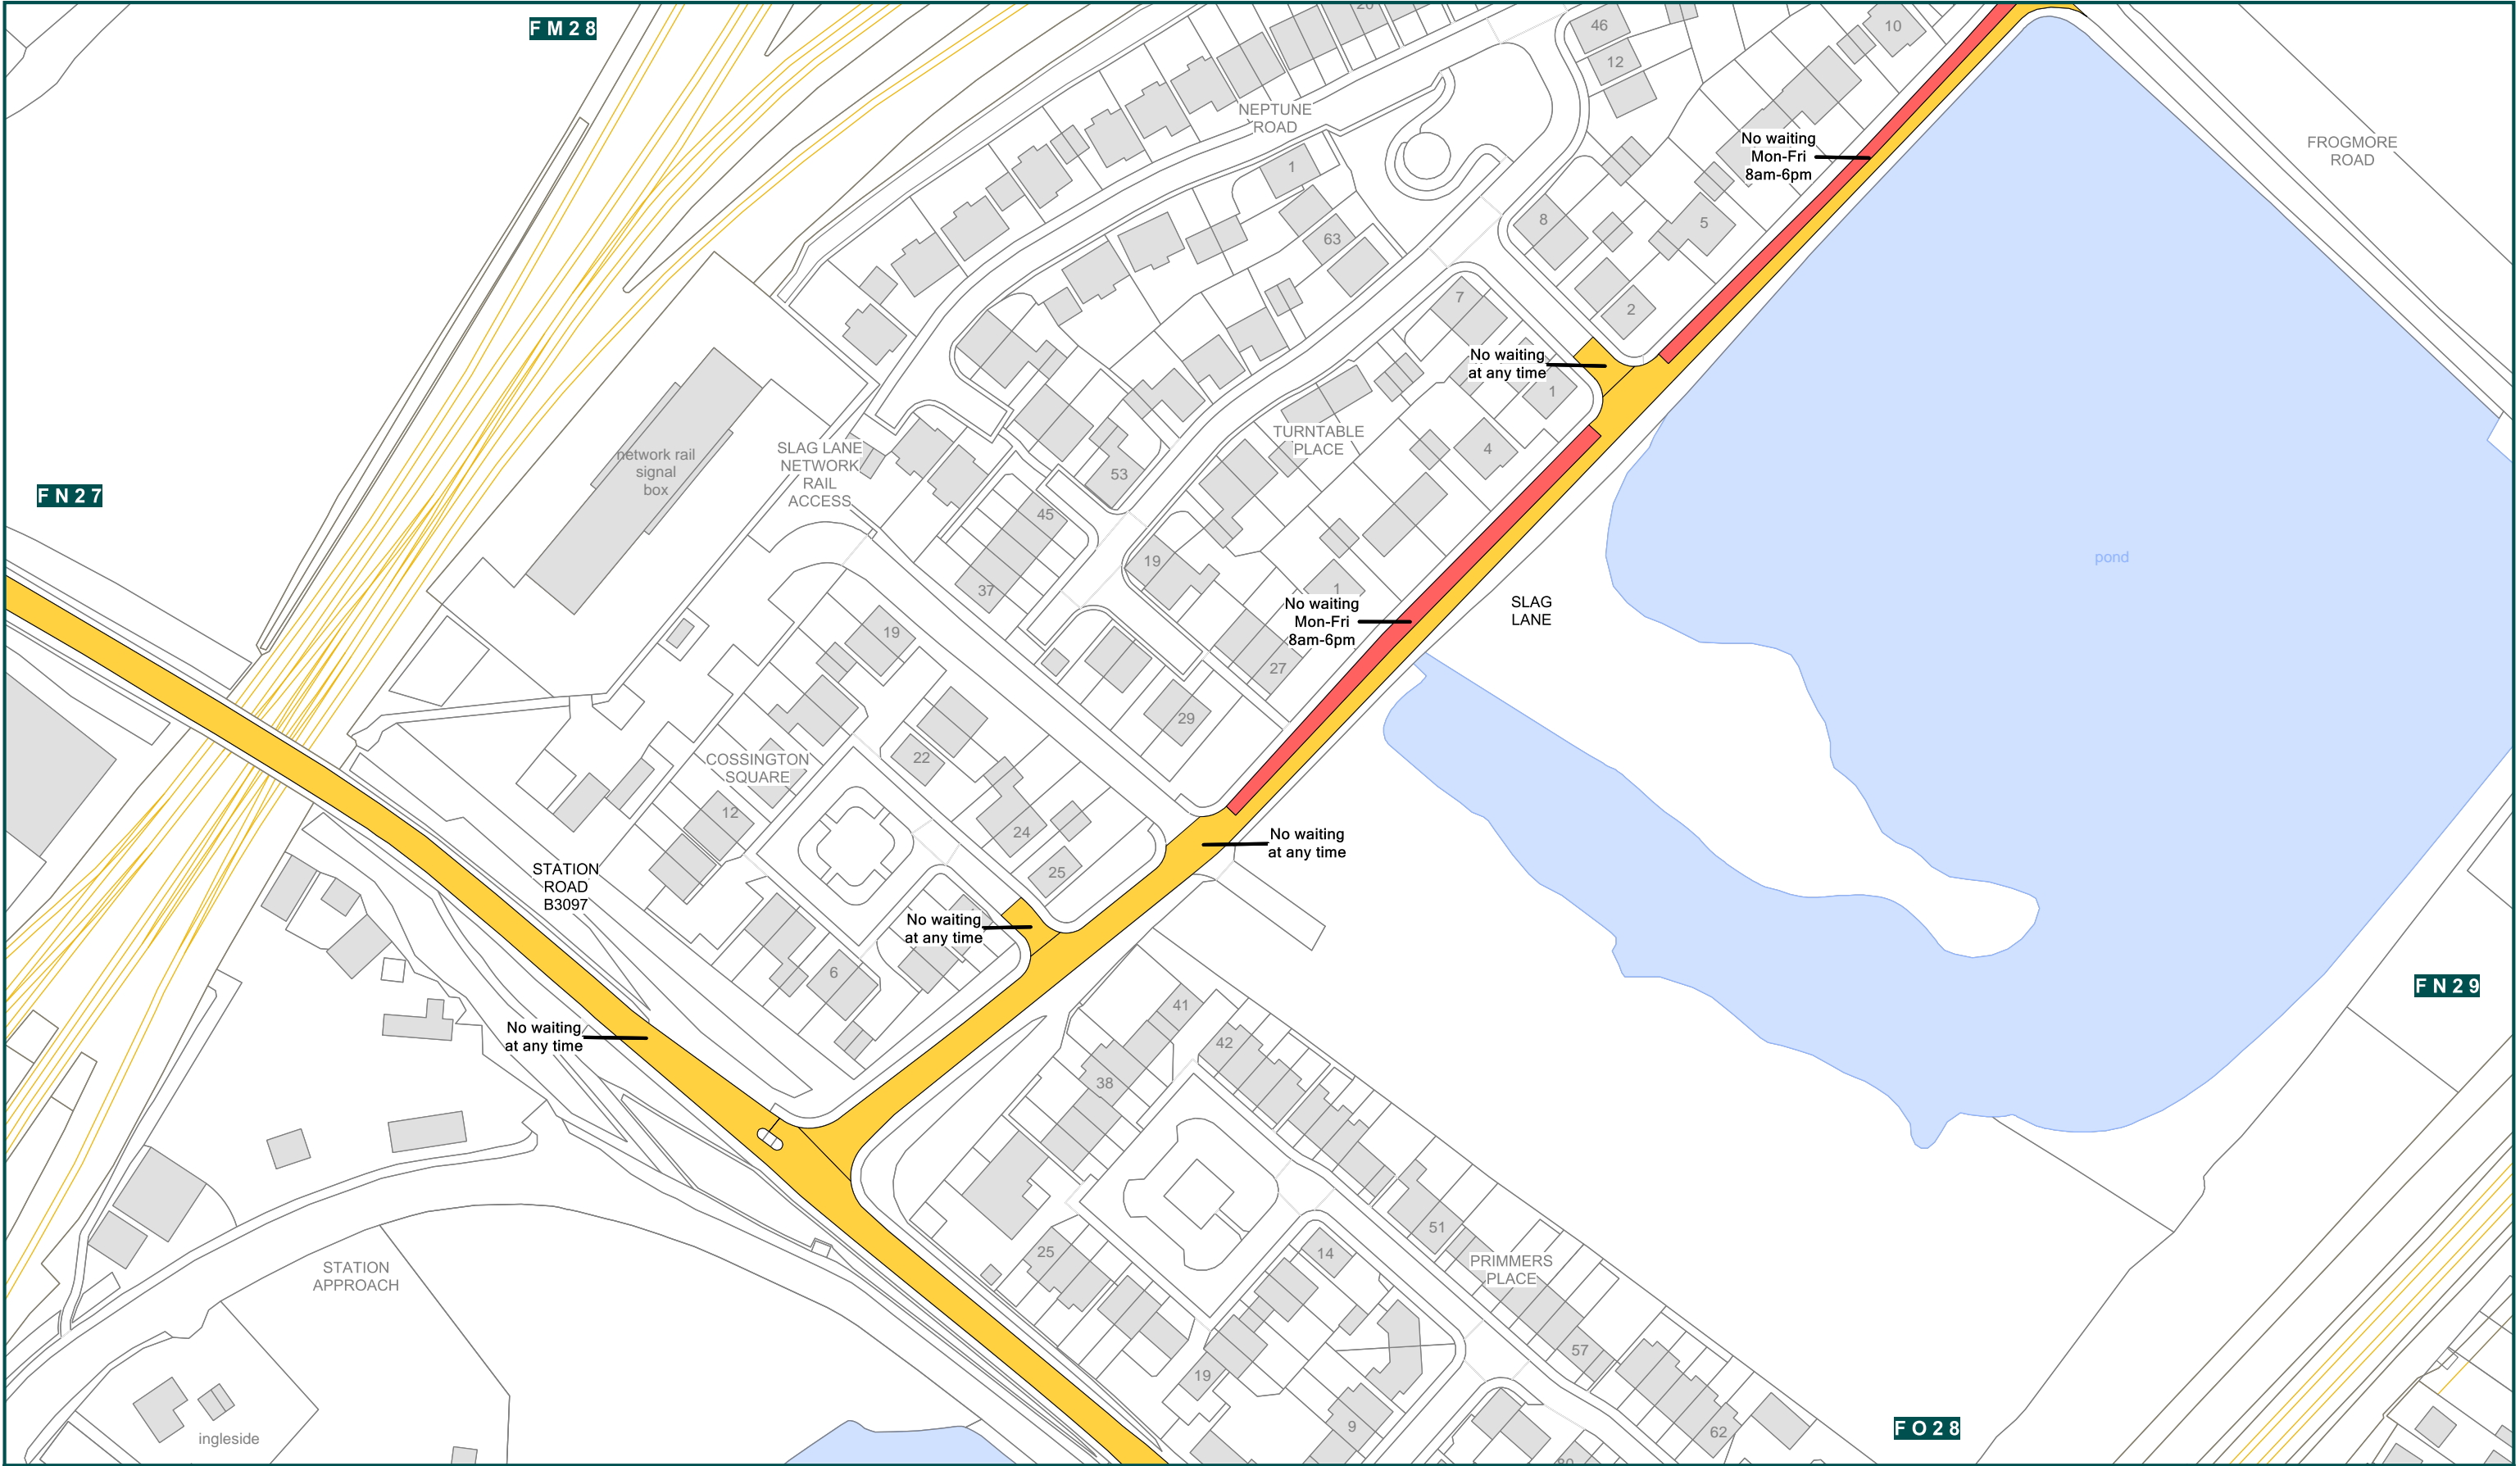 20
F M 2 8
46
10
12
NEPTUNE
ROAD
No waiting
Mon-Fri
8am-6pm
FROGMORE
ROAD
1
8
5
63
7
2
No waiting
at any time
1
TURNTABLE
PLACE
4
SLAG LANE
NETWORK
RAIL
ACCESS
network rail
signal
box
53
F N 2 7
45
pond
19
37
1
No waiting
Mon-Fri
8am-6pm
SLAG
LANE
19
27
29
COSSINGTON
SQUARE
22
12
24
No waiting
at any time
STATION
ROAD
B3097
25
No waiting
at any time
6
F N 2 9
41
No waiting
at any time
42
38
51
25
14
STATION
APPROACH
PRIMMERS
PLACE
57
19
9
62
F O 2 8
ingleside
80